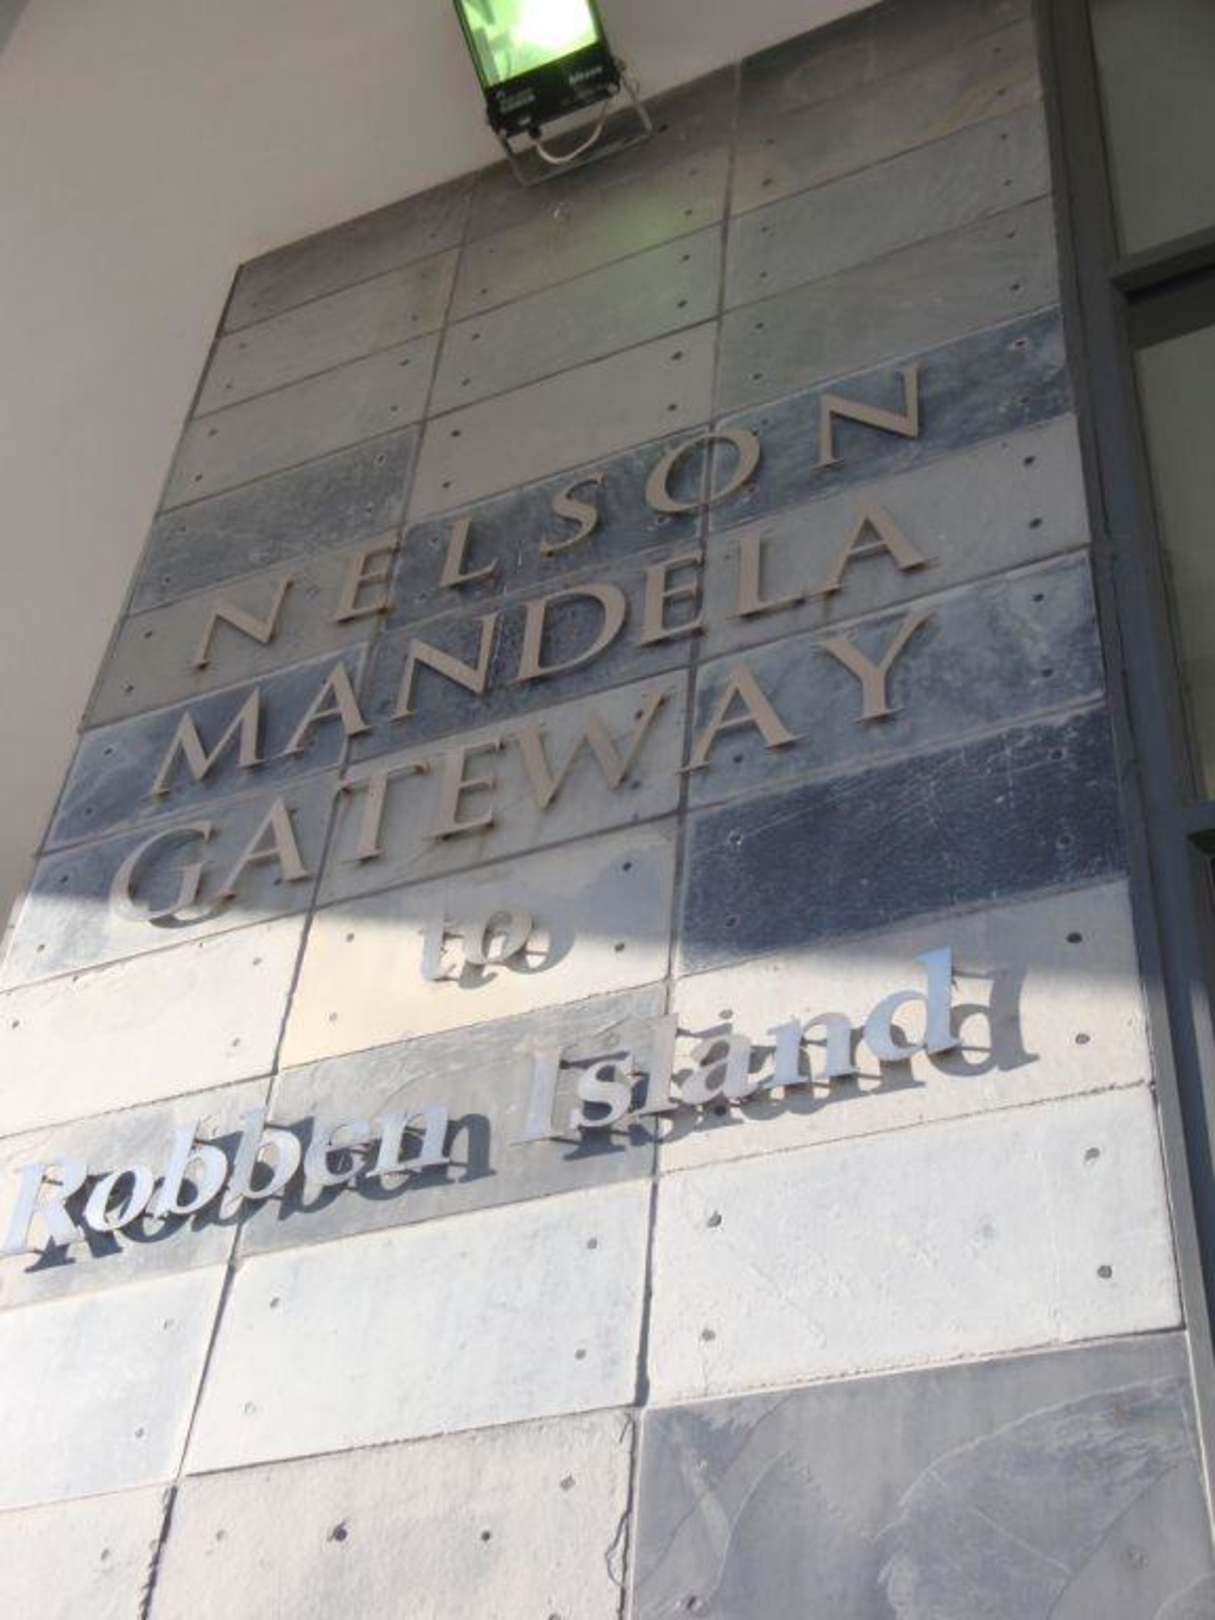 NELSON
MANDELA
GATEWAY
to
Robben Island